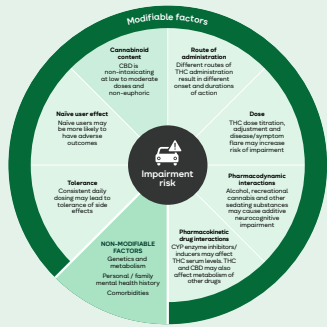 Modifiable factors
Cannabinoid
content
CBD is
non-intoxicating
at low to moderate
doses and
non-euphoric
Route of
administration
Different routes of
THC administration
result in different
onset and durations
of action
Dose
THC dose titration,
adjustment and
disease/symptom
flare may increase
risk of impairment
Pharmacodynamic
interactions
Alcohol, recreational
cannabis and other
sedating substances
may cause additive
neurocognitive
impairment
Pharmacokinetic
drug interactions
CYP enzyme inhibitors/
inducers may affect
THC serum levels. THC
and CBD may also
affect metabolism of
other drugs
NON-MODIFIABLE
FACTORS
Genetics and
metabolism
Personal / family
mental health history
Comorbidities
Tolerance
Consistent daily
dosing may lead to
tolerance of side
effects
Naïve user effect
Naïve users may
be more likely to
have adverse
outcomes
Impairment
risk